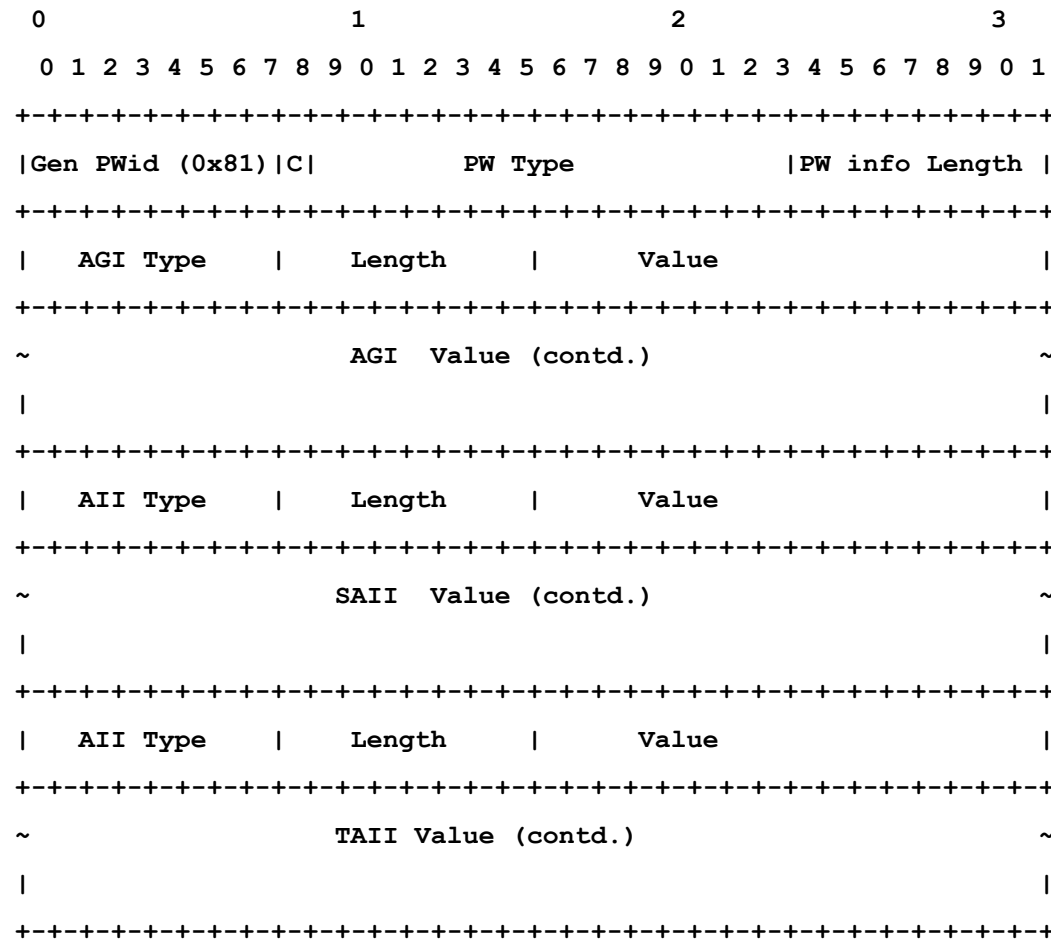 0                   1                   2                   3
 0 1 2 3 4 5 6 7 8 9 0 1 2 3 4 5 6 7 8 9 0 1 2 3 4 5 6 7 8 9 0 1
+-+-+-+-+-+-+-+-+-+-+-+-+-+-+-+-+-+-+-+-+-+-+-+-+-+-+-+-+-+-+-+-+
|Gen PWid (0x81)|C|         PW Type             |PW info Length |
+-+-+-+-+-+-+-+-+-+-+-+-+-+-+-+-+-+-+-+-+-+-+-+-+-+-+-+-+-+-+-+-+
|   AGI Type    |    Length     |      Value                    |
+-+-+-+-+-+-+-+-+-+-+-+-+-+-+-+-+-+-+-+-+-+-+-+-+-+-+-+-+-+-+-+-+
~                    AGI  Value (contd.)                        ~
|                                                               |
+-+-+-+-+-+-+-+-+-+-+-+-+-+-+-+-+-+-+-+-+-+-+-+-+-+-+-+-+-+-+-+-+
|   AII Type    |    Length     |      Value                    |
+-+-+-+-+-+-+-+-+-+-+-+-+-+-+-+-+-+-+-+-+-+-+-+-+-+-+-+-+-+-+-+-+
~                   SAII  Value (contd.)                        ~
|                                                               |
+-+-+-+-+-+-+-+-+-+-+-+-+-+-+-+-+-+-+-+-+-+-+-+-+-+-+-+-+-+-+-+-+
|   AII Type    |    Length     |      Value                    |
+-+-+-+-+-+-+-+-+-+-+-+-+-+-+-+-+-+-+-+-+-+-+-+-+-+-+-+-+-+-+-+-+
~                   TAII Value (contd.)                         ~
|                                                               |
+-+-+-+-+-+-+-+-+-+-+-+-+-+-+-+-+-+-+-+-+-+-+-+-+-+-+-+-+-+-+-+-+